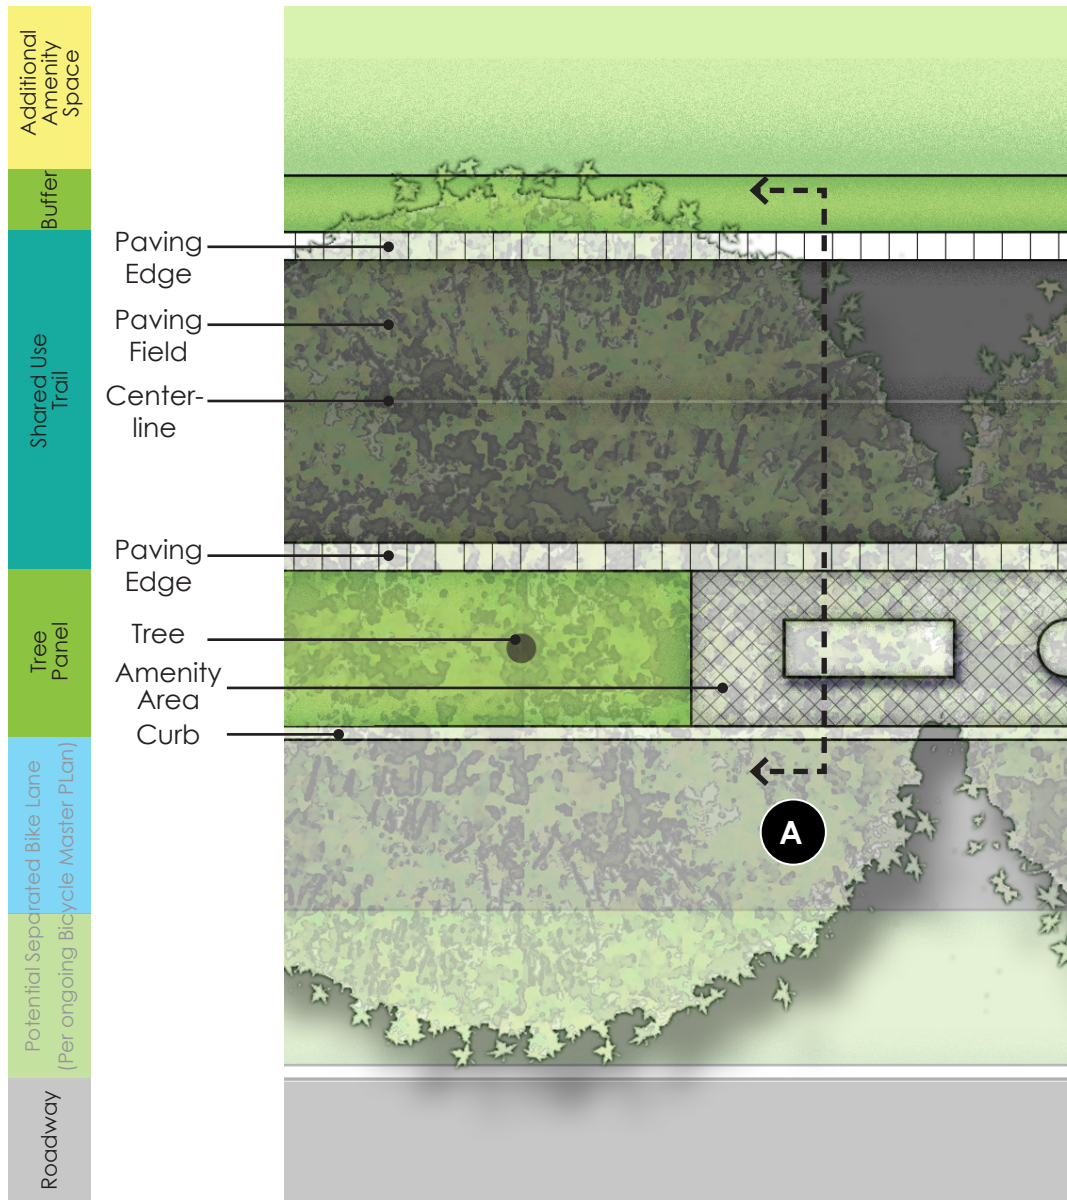 Additional
Amenity
Space
Buffer
Shared Use
Trail
Tree
Panel
Potential Separated Bike Lane
(Per ongoing Bicycle Master PLan)
Roadway
Paving
Edge
Paving
Field
Center-
line
Paving
Edge
Tree
Amenity
Area
Curb
A